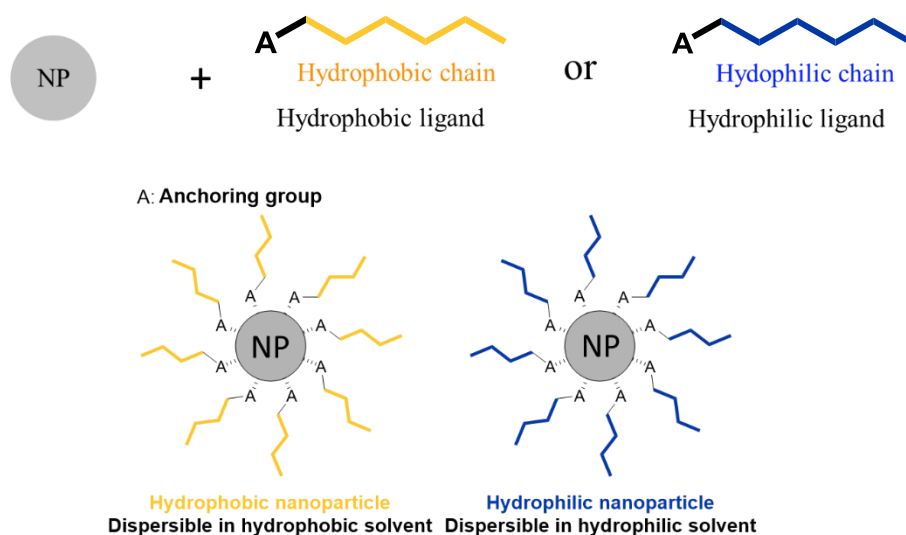 NP
+
A
Hydrophobic chain
Hydrophobic ligand
or
A
Hydophilic chain
Hydrophilic ligand
A: Anchoring group
A
A
A
A
A
A
A
A
NP
A
A
A
A
A
A
A
A
NP
Hydrophobic nanoparticle
Dispersible in hydrophobic solvent
Hydrophilic nanoparticle
Dispersible in hydrophilic solvent